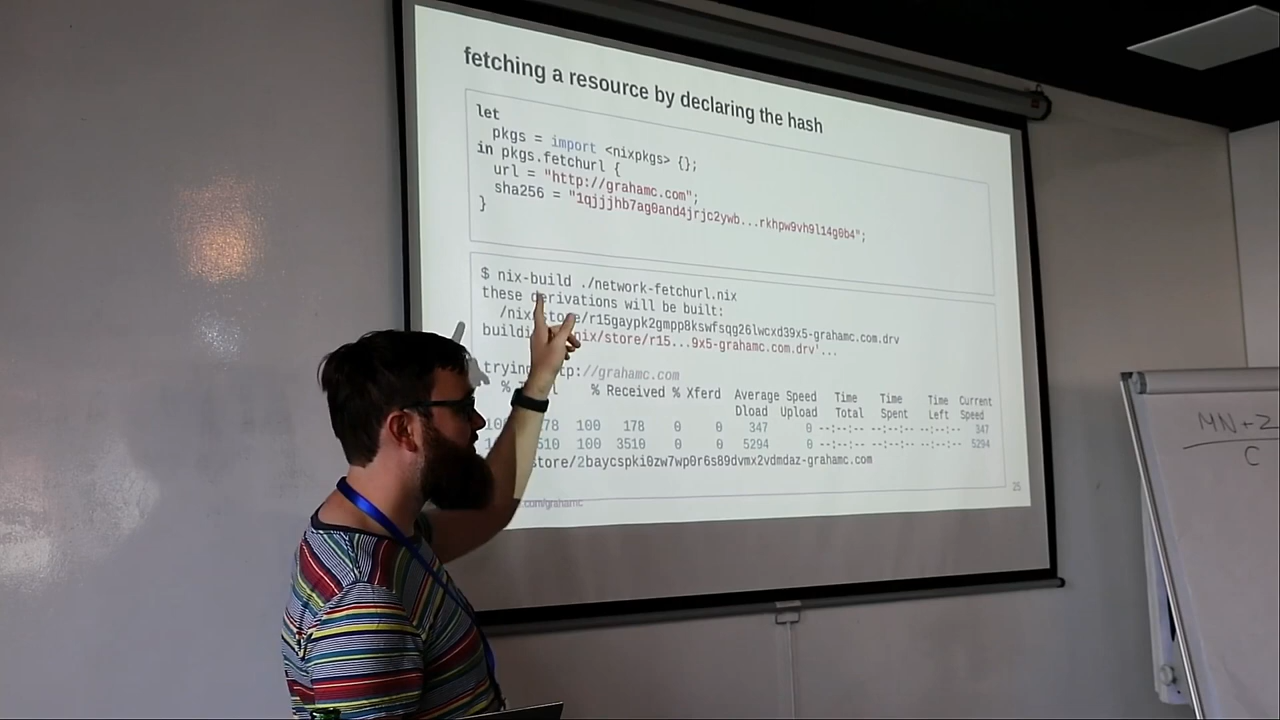 fetching a resource by declaring the hash
let
pkgs = import <nixpkgs> {};
in pkgs.fetchurl {
url = "http://grahamc.com";
sha256 = "1qjjjhb7ag0and4jrjc2ywb...rkhpw9vh9l14g0b4";
}
$ nix-build ./network-fetchurl.nix
these derivations will be built:
/nix/store/r15gaypk2gmpp8kswfsqg26lwcxd39x5-grahamc.com.drv
nix/store/r15...9x5-grahamc.com.drv'...
://grahamc.com
% % Received % Xferd Average Speed Time Time Time Current
Dload Upload Total Spent Left Speed
78 100 178 0 0 347 0 --:--:-- --:--:-- --:--:-- 347
510 100 3510 0 0 5294 0 --:--:-- --:--:-- --:--:-- 5294
store/2baycspki0zw7wp0r6s89dvmx2vdmdaz-grahamc.com
.com/grahamc
25
MN+2
C